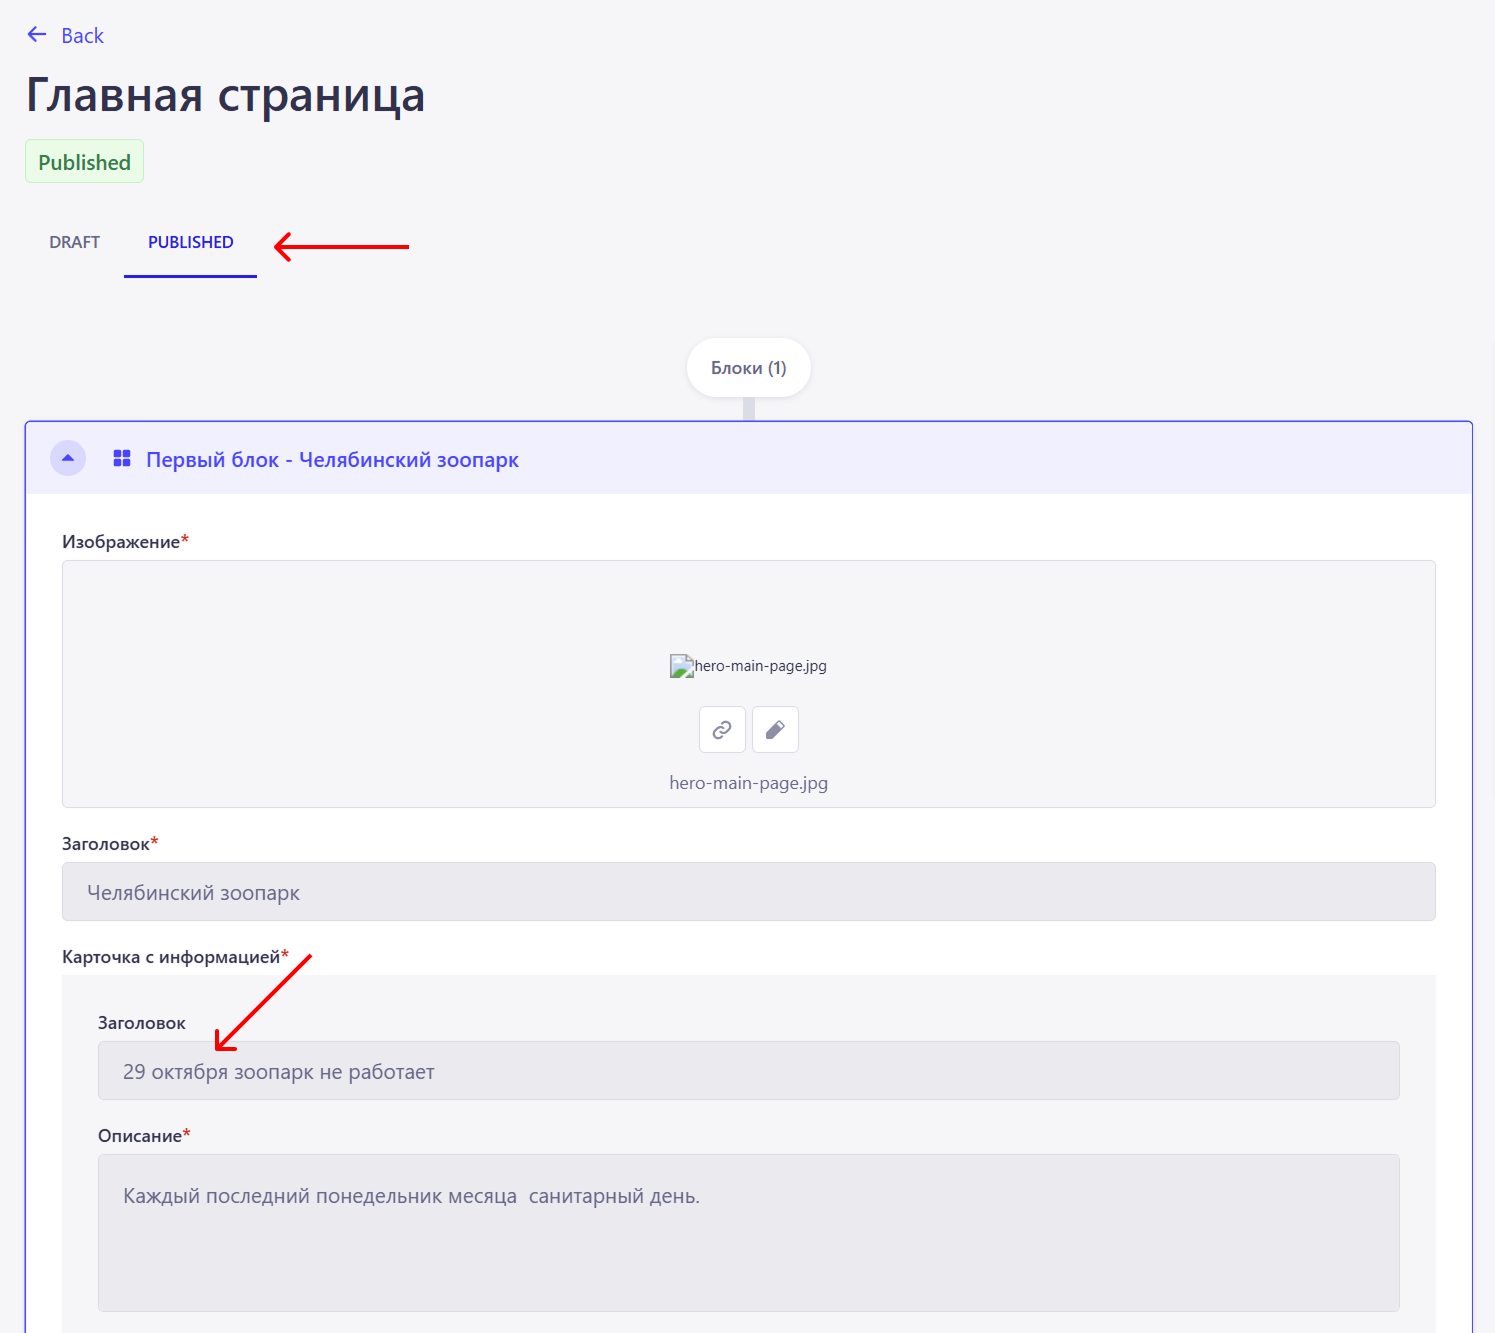 Back
Главная страница
Published
DRAFT
PUBLISHED
Блоки (1)
Первый блок - Челябинский зоопарк
Изображение*
hero-main-page.jpg
hero-main-page.jpg
Заголовок*
Челябинский зоопарк
Карточка с информацией*
Заголовок
29 октября зоопарк не работает
Описание*
Каждый последний понедельник месяца  санитарный день.